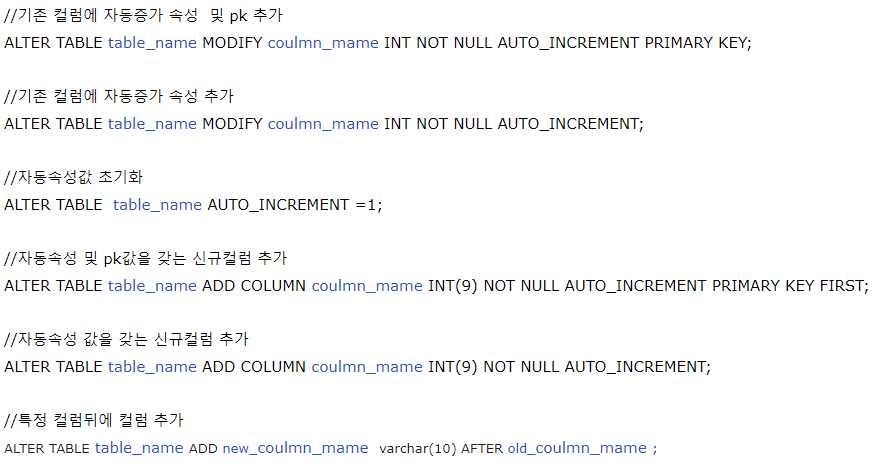 //기존 컬럼에 자동증가 속성 및 pk 추가
ALTER TABLE table_name MODIFY coulmn_mame INT NOT NULL AUTO_INCREMENT PRIMARY KEY;
//기존 컬럼에 자동증가 속성 추가
ALTER TABLE table_name MODIFY coulmn_mame INT NOT NULL AUTO_INCREMENT;
//자동속성값 초기화
ALTER TABLE table_name AUTO_INCREMENT =1;
//자동속성 및 pk값을 갖는 신규컬럼 추가
ALTER TABLE table_name ADD COLUMN coulmn_mame INT(9) NOT NULL AUTO_INCREMENT PRIMARY KEY FIRST;
//자동속성 값을 갖는 신규컬럼 추가
ALTER TABLE table_name ADD COLUMN coulmn_mame INT(9) NOT NULL AUTO_INCREMENT;
//특정 컬럼뒤에 컬럼 추가
ALTER TABLE table_name ADD new_coulmn_mame varchar(10) AFTER old_coulmn_mame ;